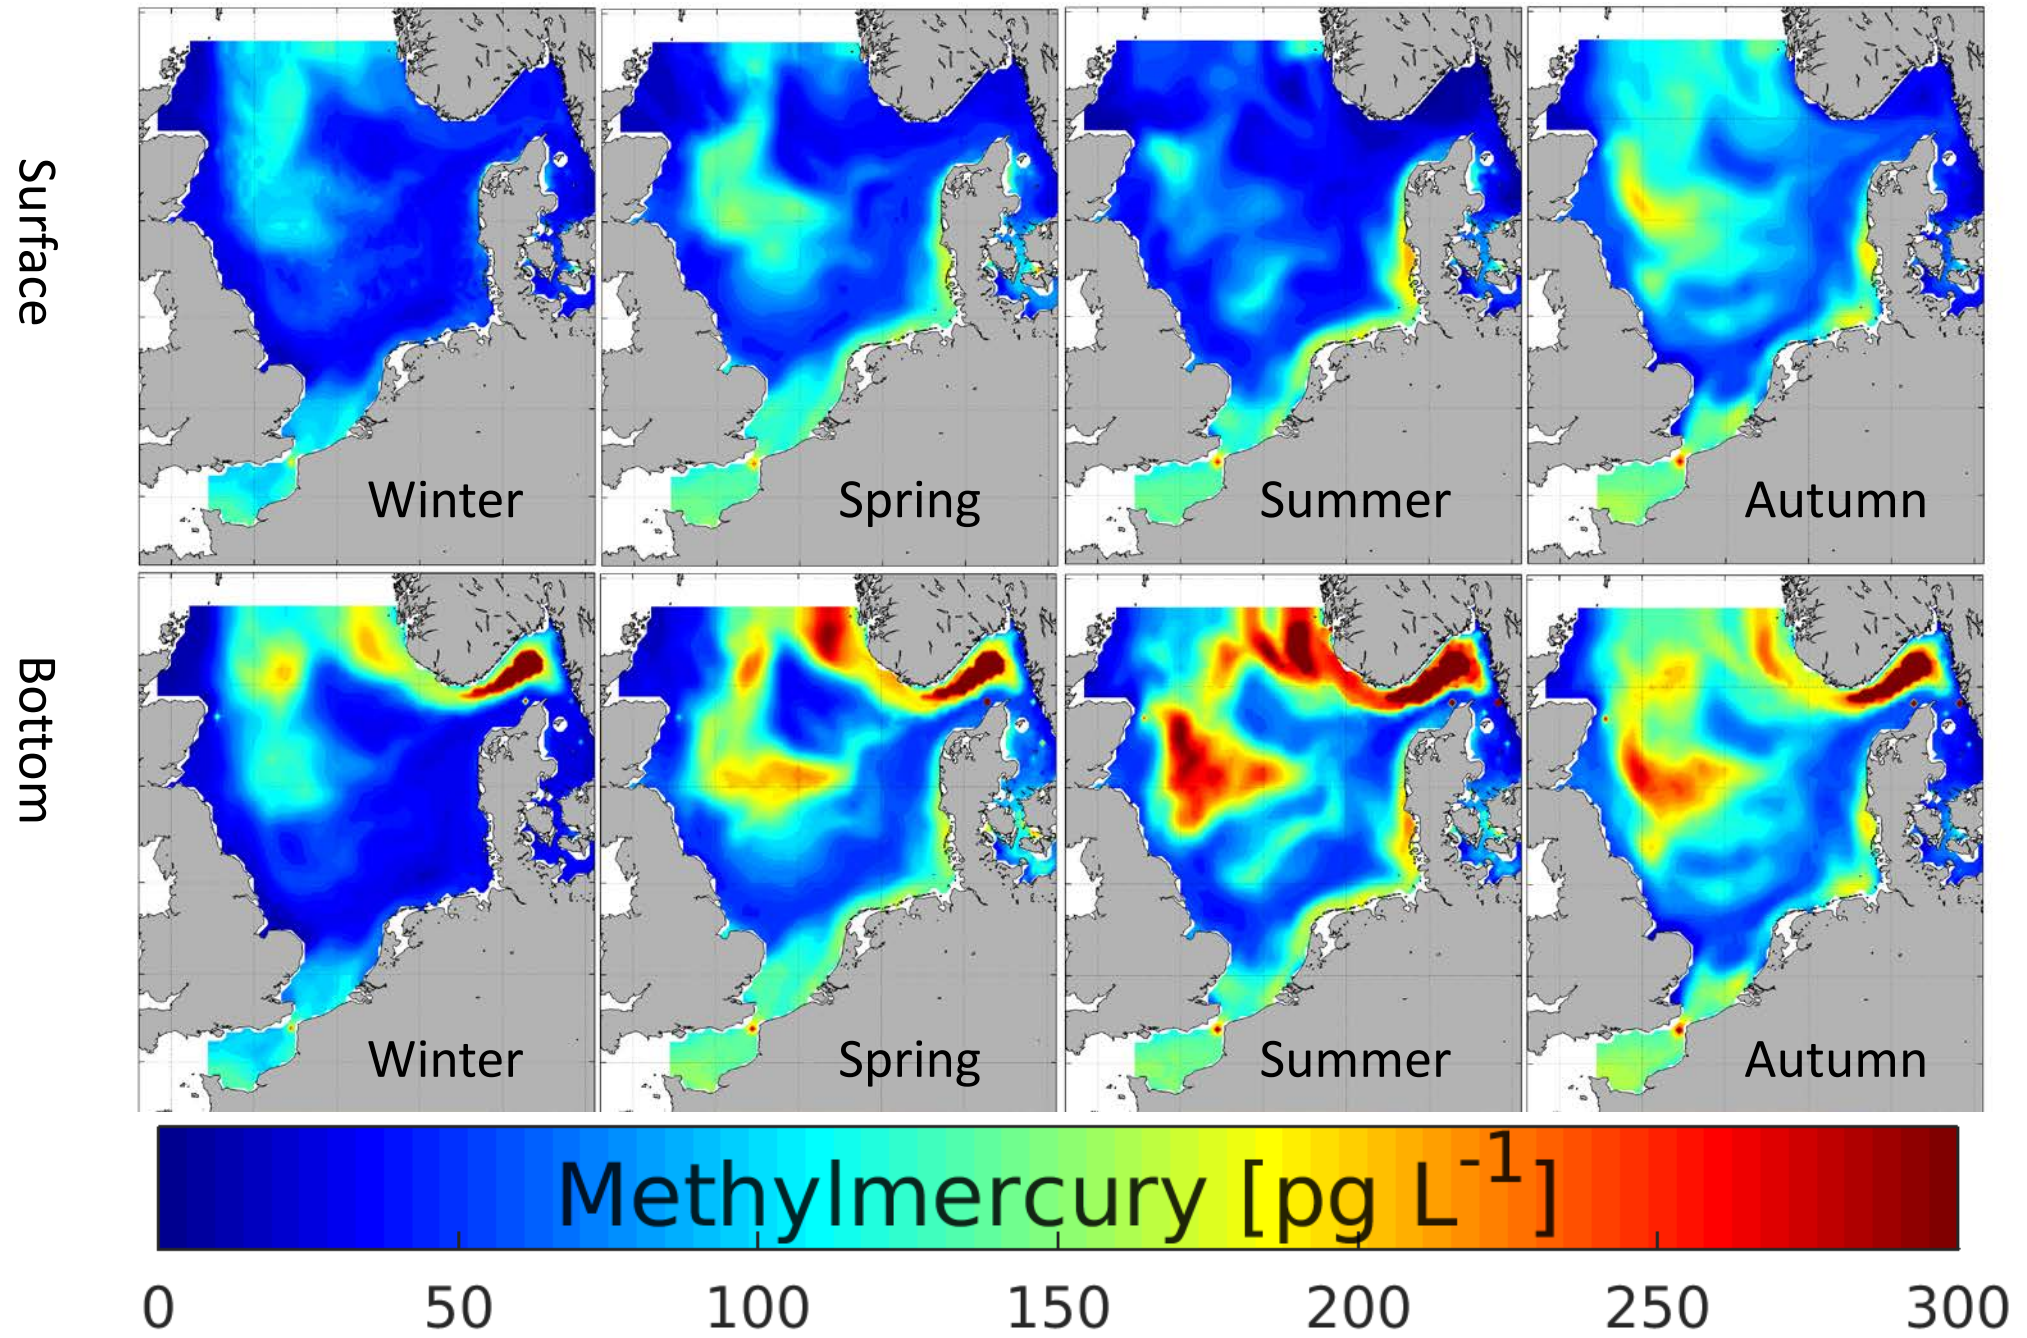 Surface
Winter
Spring
Summer
Autumn
Bottom
Winter
Spring
Summer
Autumn
Methylmercury [pg L-1]
0 50 100 150 200 250 300